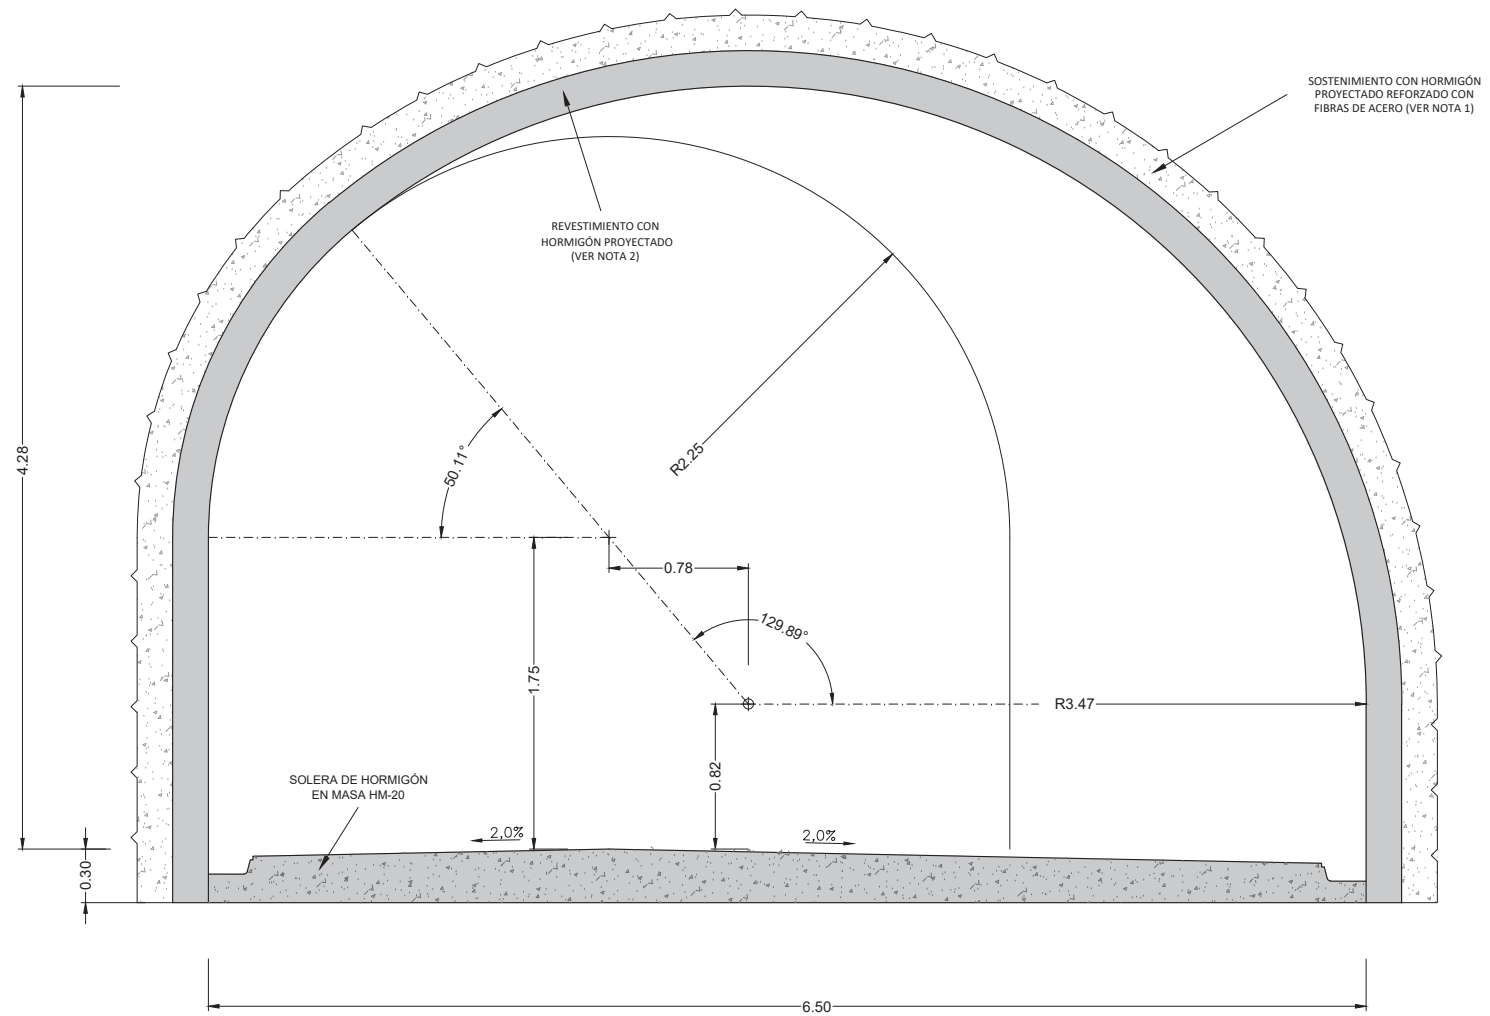 SOSTENIMIENTO CON HORMIGÓN
PROYECTADO REFORZADO CON
FIBRAS DE ACERO (VER NOTA 1)
REVESTIMIENTO CON
HORMIGÓN PROYECTADO
(VER NOTA 2)
4.28
50.11°
R2.25
0.78
129.89°
1.75
R3.47
0.82
SOLERA DE HORMIGÓN
EN MASA HM-20
2,0%
2,0%
0.30
6.50